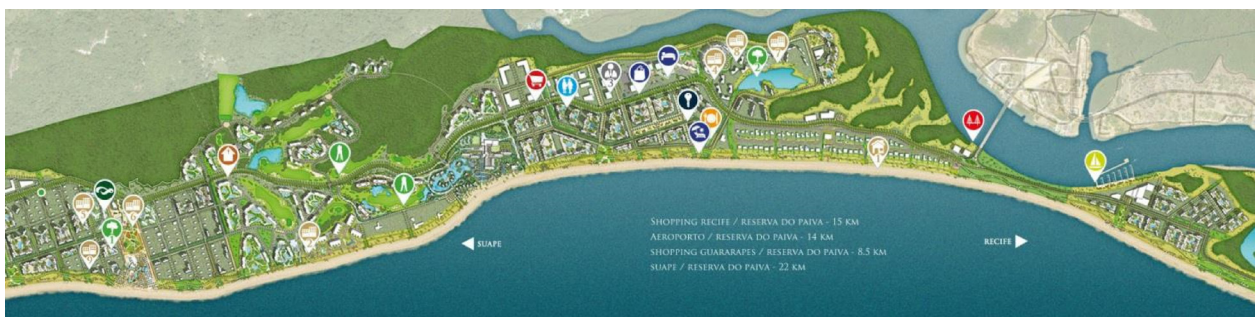 SHOPPING RECIFE / RESERVA DO PAIVA - 15 KM
AEROPORTO / RESERVA DO PAIVA - 14 KM
SHOPPING GUARARAPES / RESERVA DO PAIVA - 8.5 KM
SUAPE / RESERVA DO PAIVA - 22 KM
SUAPE
RECIFE